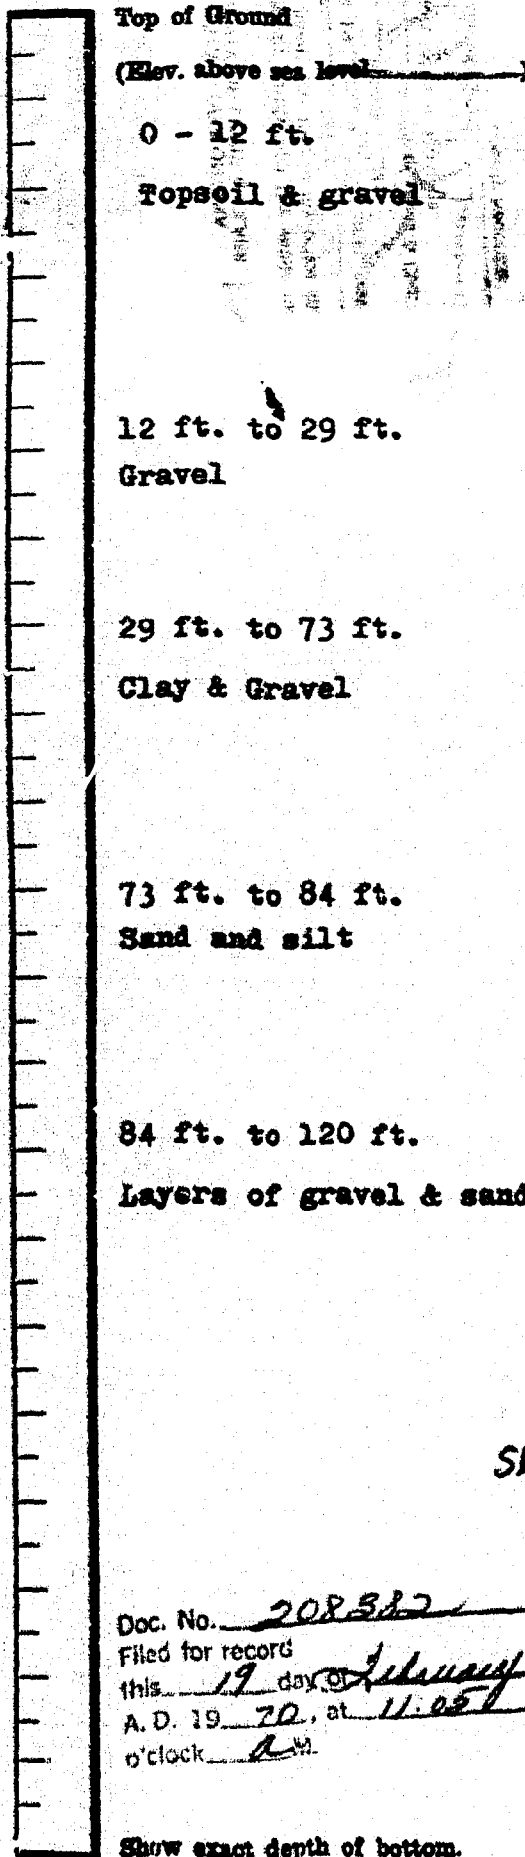 Top of Ground
(Elev. above sea level______)
0 - 12 ft.
Topsoil & gravel
12 ft. to 29 ft.
Gravel
29 ft. to 73 ft.
Clay & Gravel
73 ft. to 84 ft.
Sand and silt
84 ft. to 120 ft.
Layers of gravel & sand
Doc. No. 208382
Filed for record
this 19 day of February
A. D. 19 70, at 11:05
o'clock A M.
Show exact depth of bottom.